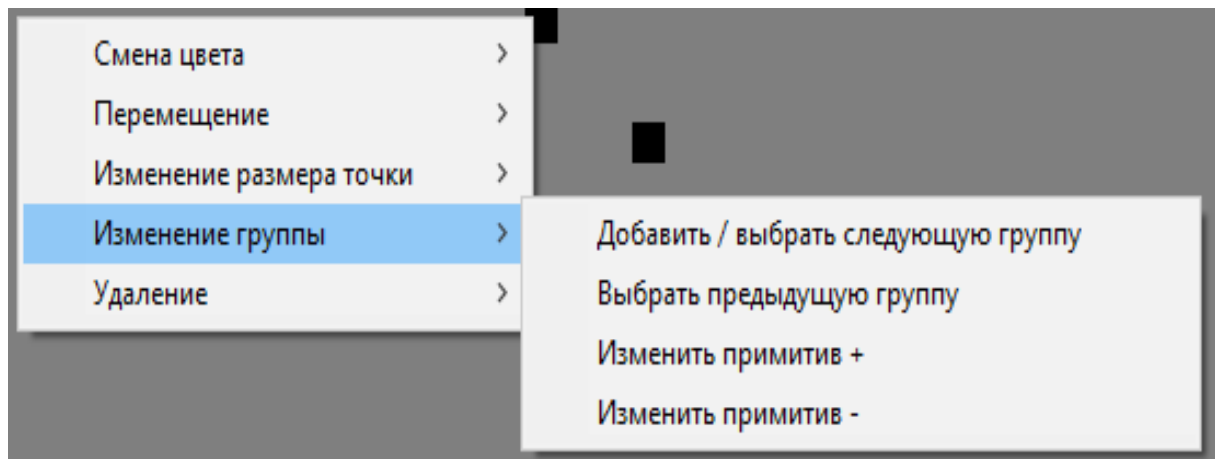 Смена цвета
Перемещение
Изменение размера точки
Изменение группы
Удаление
Добавить / выбрать следующую группу
Выбрать предыдущую группу
Изменить примитив +
Изменить примитив -